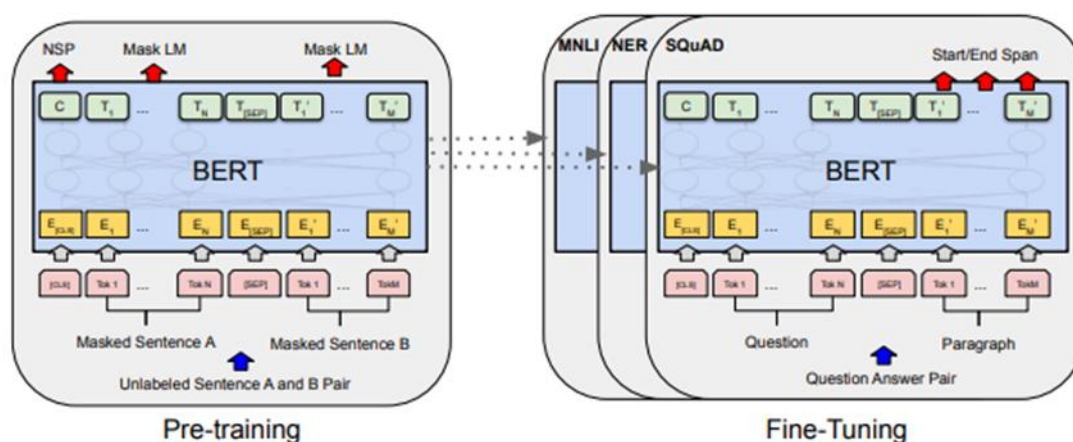 NSP Mask LM Mask LM
C T1 ... TN T[SEP] T1' ... TM'
BERT
E[CLS] E1 ... EN E[SEP] E1' ... EM'
[CLS] Tok 1 ... Tok N [SEP] Tok 1 ... TokM
Masked Sentence A Masked Sentence B
Unlabeled Sentence A and B Pair
Pre-training
MNLI NER SQuAD
Start/End Span
C T1 ... TN T[SEP] T1' ... TM'
BERT
E[CLS] E1 ... EN E[SEP] E1' ... EM'
[CLS] Tok 1 ... Tok N [SEP] Tok 1 ... TokM
Question Paragraph
Question Answer Pair
Fine-Tuning